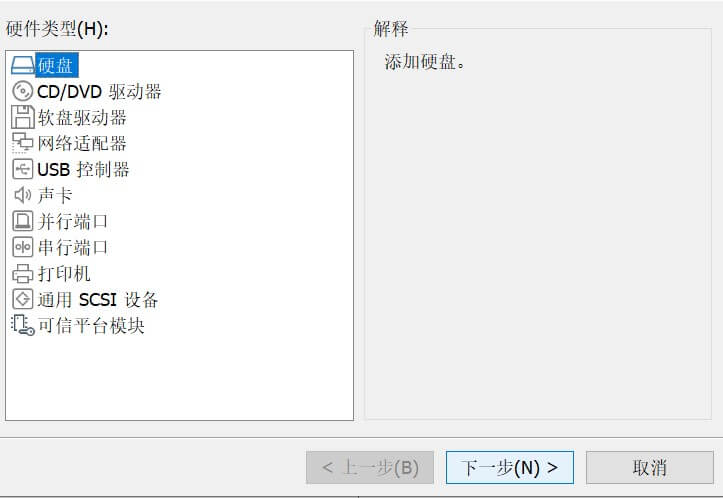 硬件类型(H):
硬盘
CD/DVD 驱动器
软盘驱动器
网络适配器
USB 控制器
声卡
并行端口
串行端口
打印机
通用 SCSI 设备
可信平台模块
解释
添加硬盘。
< 上一步(B)
下一步(N) >
取消